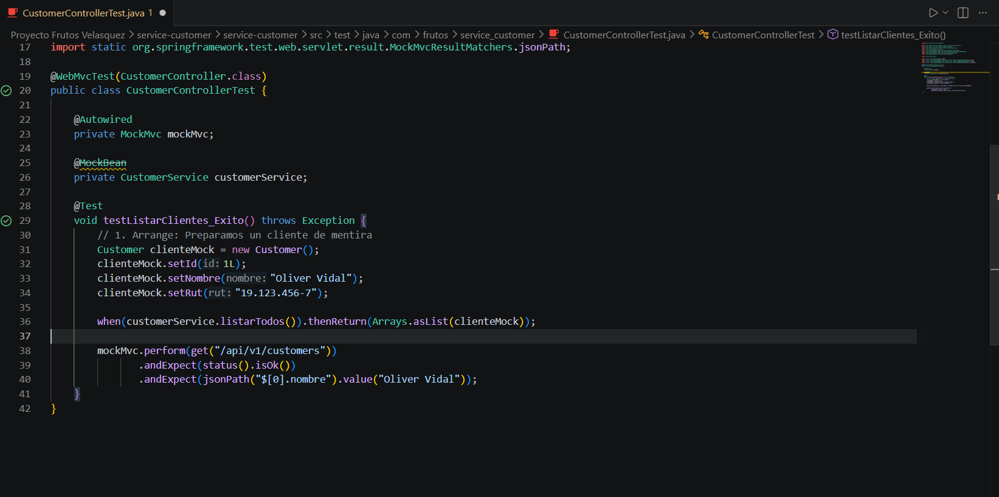 CustomerControllerTest.java 1
Proyecto Frutos Velasquez > service-customer > service-customer > src > test > java > com > frutos > service_customer > CustomerControllerTest.java > CustomerControllerTest > testListarClientes_Exito()
17 import static org.springframework.test.web.servlet.result.MockMvcResultMatchers.jsonPath;
18
19 @WebMvcTest(CustomerController.class)
20 public class CustomerControllerTest {
21
22     @Autowired
23     private MockMvc mockMvc;
24
25     @MockBean
26     private CustomerService customerService;
27
28     @Test
29     void testListarClientes_Exito() throws Exception {
30         // 1. Arrange: Preparamos un cliente de mentira
31         Customer clienteMock = new Customer();
32         clienteMock.setId(id: 1L);
33         clienteMock.setNombre(nombre: "Oliver Vidal");
34         clienteMock.setRut(rut: "19.123.456-7");
35
36         when(customerService.listarTodos()).thenReturn(Arrays.asList(clienteMock));
37
38         mockMvc.perform(get("/api/v1/customers"))
39                .andExpect(status().isOk())
40                .andExpect(jsonPath("$[0].nombre").value("Oliver Vidal"));
41     }
42 }